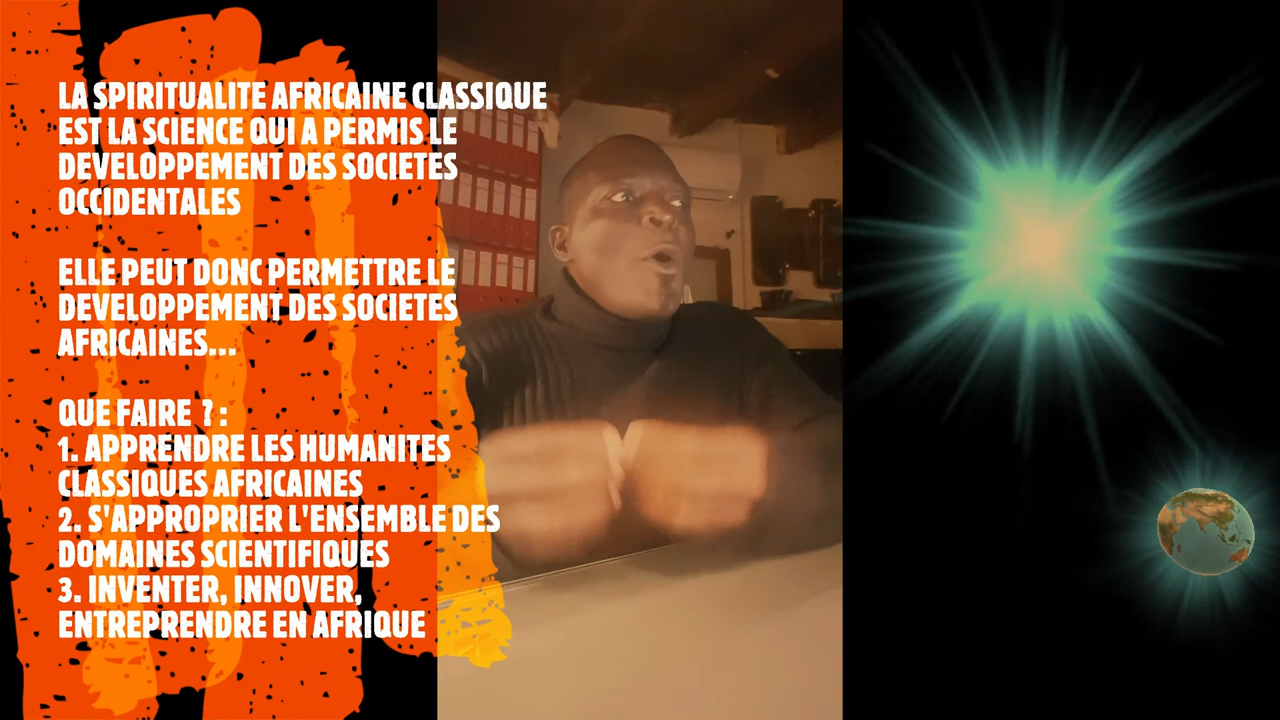 LA SPIRITUALITE AFRICAINE CLASSIQUE
EST LA SCIENCE QUI A PERMIS LE
DEVELOPPEMENT DES SOCIETES
OCCIDENTALES
ELLE PEUT DONC PERMETTRE LE
DEVELOPPEMENT DES SOCIETES
AFRICAINES...
QUE FAIRE ? :
1. APPRENDRE LES HUMANITES
CLASSIQUES AFRICAINES
2. S'APPROPRIER L'ENSEMBLE DES
DOMAINES SCIENTIFIQUES
3. INVENTER, INNOVER,
ENTREPRENDRE EN AFRIQUE